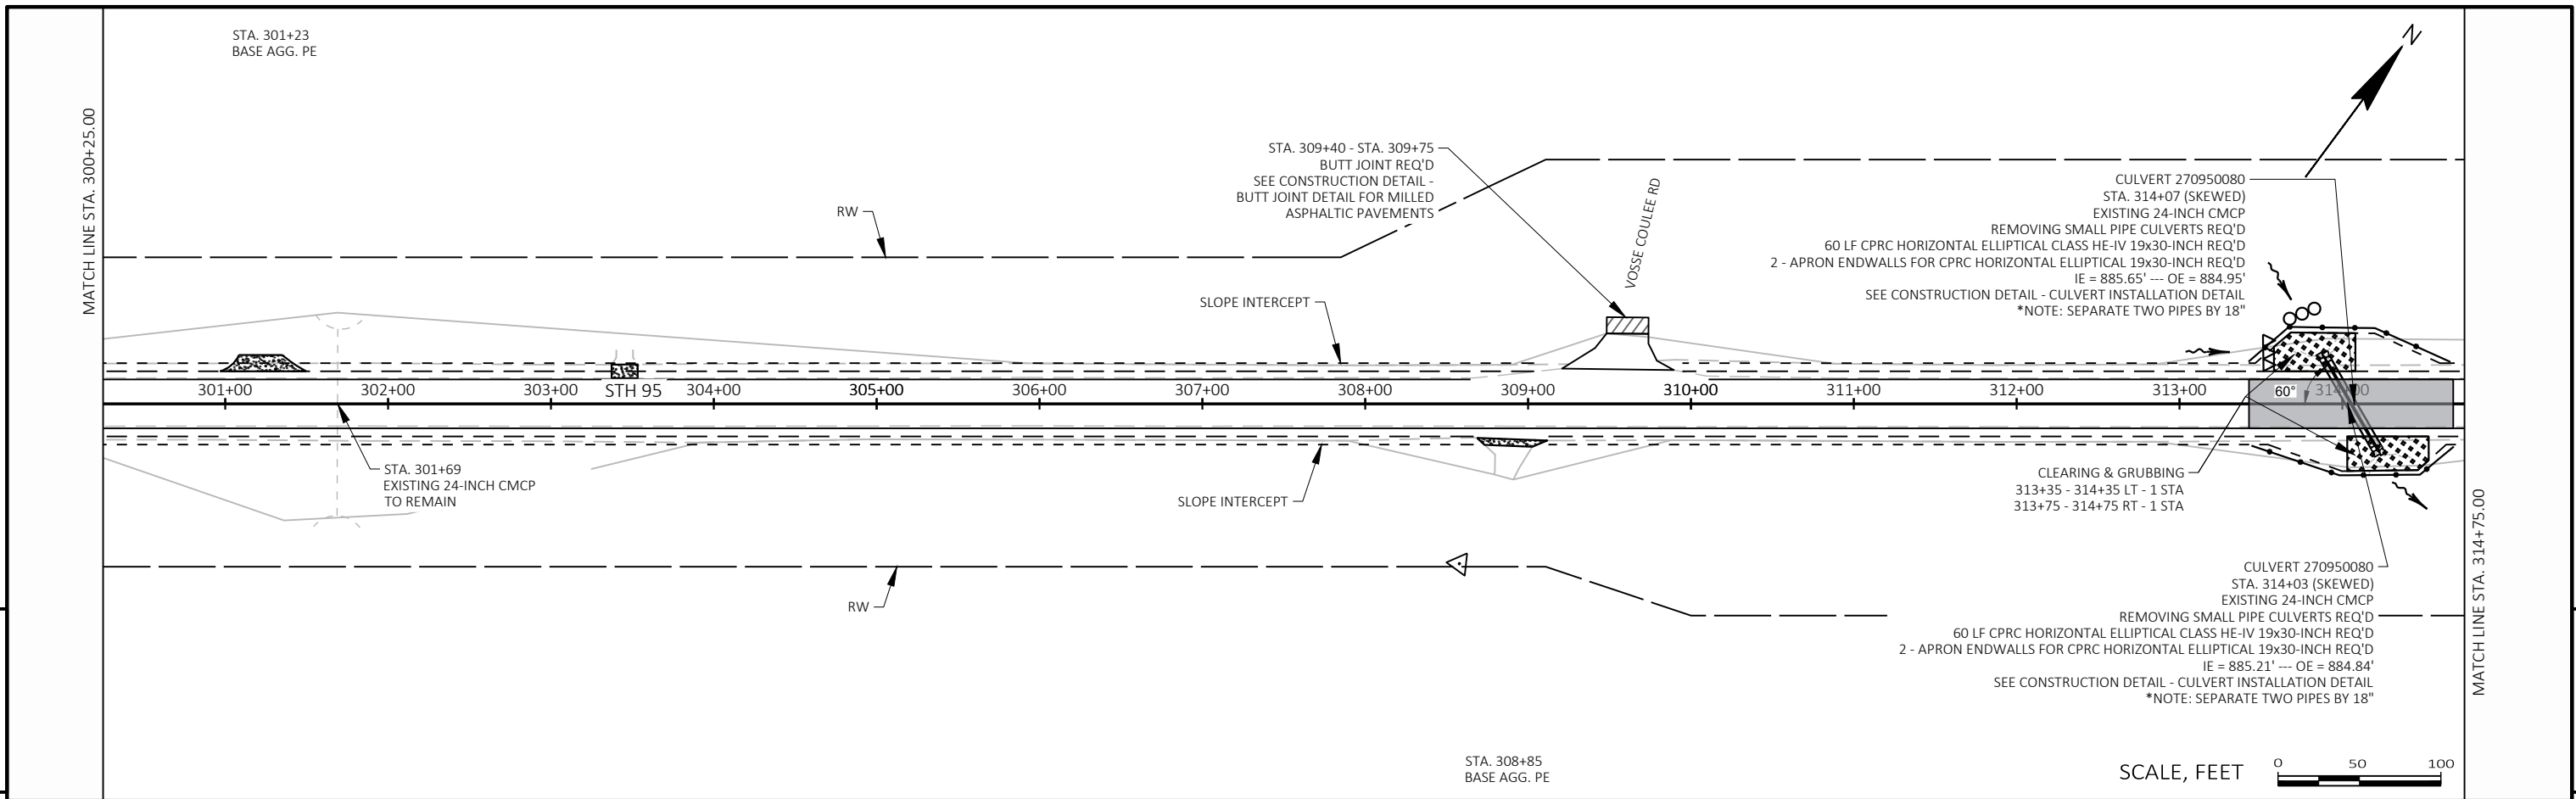 STA. 301+23
BASE AGG. PE
MATCH LINE STA. 300+25.00
STA. 309+40 - STA. 309+75
BUTT JOINT REQ'D
SEE CONSTRUCTION DETAIL -
BUTT JOINT DETAIL FOR MILLED
ASPHALTIC PAVEMENTS
RW
SLOPE INTERCEPT
VOSSE COULEE RD
N
CULVERT 270950080
STA. 314+07 (SKEWED)
EXISTING 24-INCH CMCP
REMOVING SMALL PIPE CULVERTS REQ'D
60 LF CPRC HORIZONTAL ELLIPTICAL CLASS HE-IV 19x30-INCH REQ'D
2 - APRON ENDWALLS FOR CPRC HORIZONTAL ELLIPTICAL 19x30-INCH REQ'D
IE = 885.65' --- OE = 884.95'
SEE CONSTRUCTION DETAIL - CULVERT INSTALLATION DETAIL
*NOTE: SEPARATE TWO PIPES BY 18"
301+00 302+00 303+00 STH 95 304+00 305+00 306+00 307+00 308+00 309+00 310+00 311+00 312+00 313+00 60° 314+00
STA. 301+69
EXISTING 24-INCH CMCP
TO REMAIN
SLOPE INTERCEPT
CLEARING & GRUBBING
313+35 - 314+35 LT - 1 STA
313+75 - 314+75 RT - 1 STA
RW
CULVERT 270950080
STA. 314+03 (SKEWED)
EXISTING 24-INCH CMCP
REMOVING SMALL PIPE CULVERTS REQ'D
60 LF CPRC HORIZONTAL ELLIPTICAL CLASS HE-IV 19x30-INCH REQ'D
2 - APRON ENDWALLS FOR CPRC HORIZONTAL ELLIPTICAL 19x30-INCH REQ'D
IE = 885.21' --- OE = 884.84'
SEE CONSTRUCTION DETAIL - CULVERT INSTALLATION DETAIL
*NOTE: SEPARATE TWO PIPES BY 18"
MATCH LINE STA. 314+75.00
STA. 308+85
BASE AGG. PE
SCALE, FEET 0 50 100